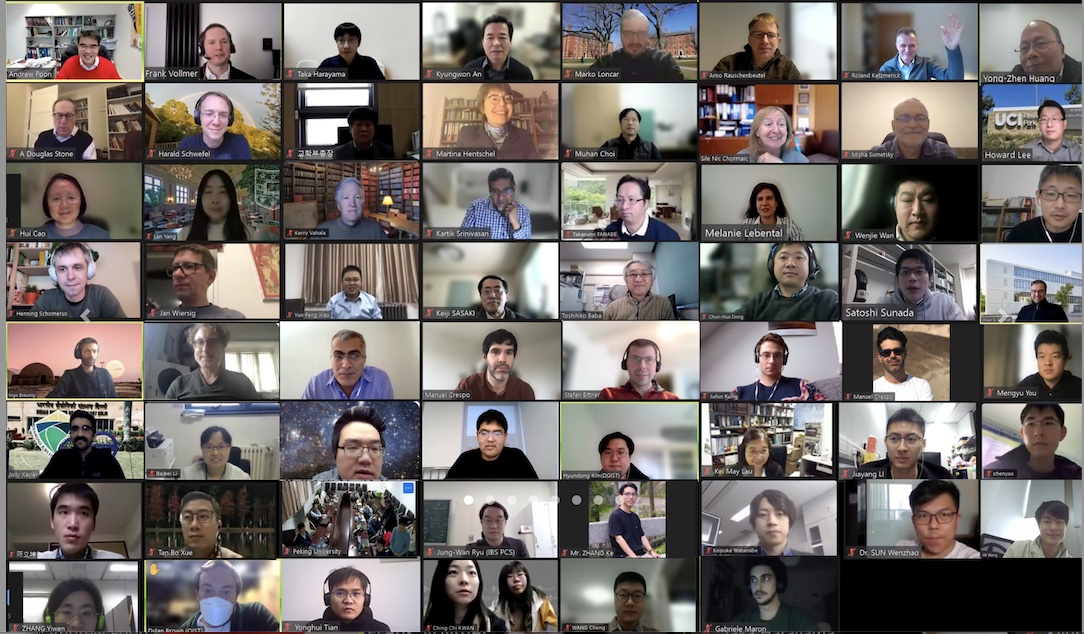 Andrew Poon
Frank Vollmer
Taka Harayama
Kyungwon An
Marko Loncar
Arno Rauschenbeutel
Roland Ketzmerick
Yong-Zhen Huang
A Douglas Stone
Harald Schwefel
교학부총장
Martina Hentschel
Muhan Choi
Sile Nic Chormaic
Misha Sumetsky
UCI
Howard Lee
Hui Cao
Lan Yang
Kerry Vahala
Kartik Srinivasan
Takasumi TANABE
Melanie Lebental
Wenjie Wan
Henning Schomerus
Jan Wiersig
Yun-Feng Xiao
Keiji SASAKI
Toshihiko Baba
Chun-Hua Dong
Satoshi Sunada
Ingo Breunig
Manuel Crespo
Stefan Bittner
Julius Kullig
Manuel Crespo
Mengyu You
Jolly Xavier
Beibei Li
Hyundong Kim(DGIST)
Kei May Lau
Jiayang LI
chenyao
Tan Bo Xue
Peking University
Jung-Wan Ryu (IBS PCS)
Mr. ZHANG Ke
Keisuke Watanabe
Dr. SUN Wenzhao
ZHANG Yiwen
Dylan Brown (OIST)
Yonghui Tian
Ching Chi KWAN
WANG Cheng
Gabriele Maron